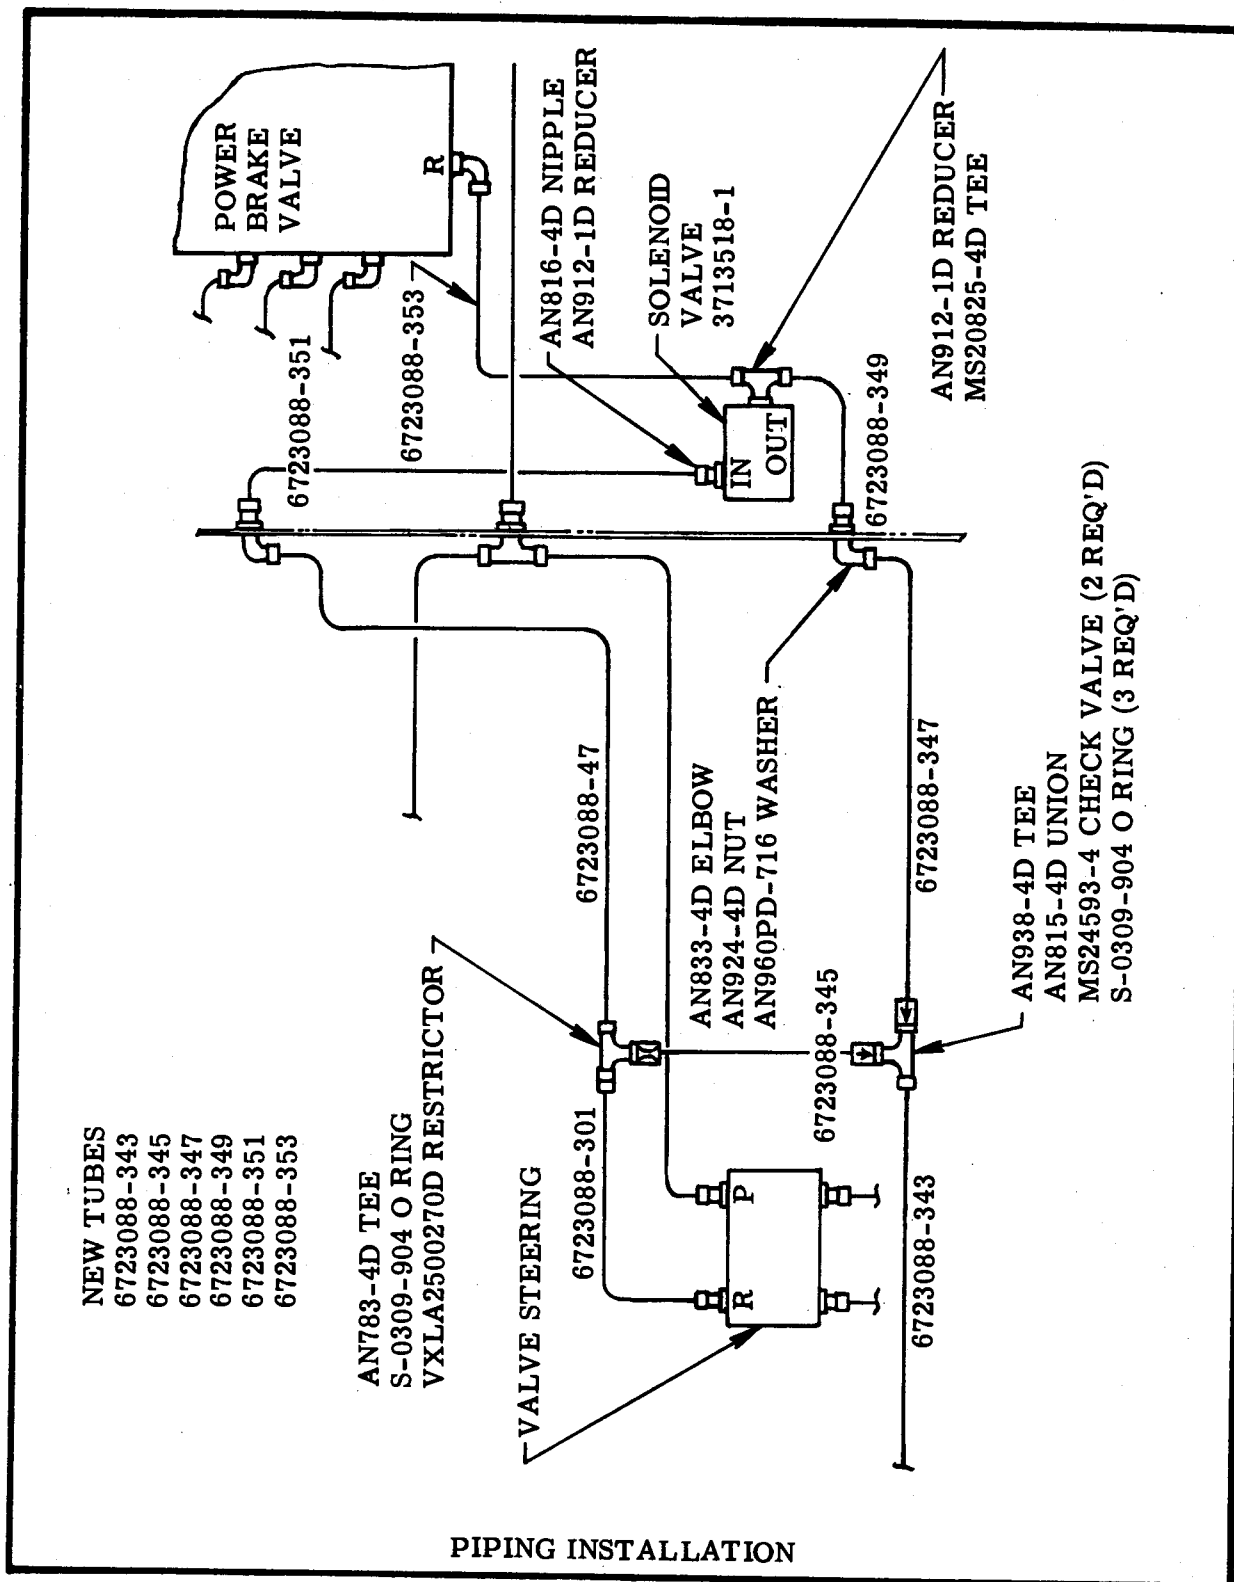 NEW TUBES
6723088-343
6723088-345
6723088-347
6723088-349
6723088-351
6723088-353
AN783-4D TEE
S-0309-904 O RING
VXLA2500270D RESTRICTOR
VALVE STEERING
6723088-301
R
P
6723088-47
6723088-345
6723088-343
AN833-4D ELBOW
AN924-4D NUT
AN960PD-716 WASHER
6723088-347
AN938-4D TEE
AN815-4D UNION
MS24593-4 CHECK VALVE (2 REQ'D)
S-0309-904 O RING (3 REQ'D)
POWER
BRAKE
VALVE
R
6723088-351
6723088-353
AN816-4D NIPPLE
AN912-1D REDUCER
SOLENOID
VALVE
3713518-1
IN
OUT
6723088-349
AN912-1D REDUCER
MS20825-4D TEE
PIPING INSTALLATION